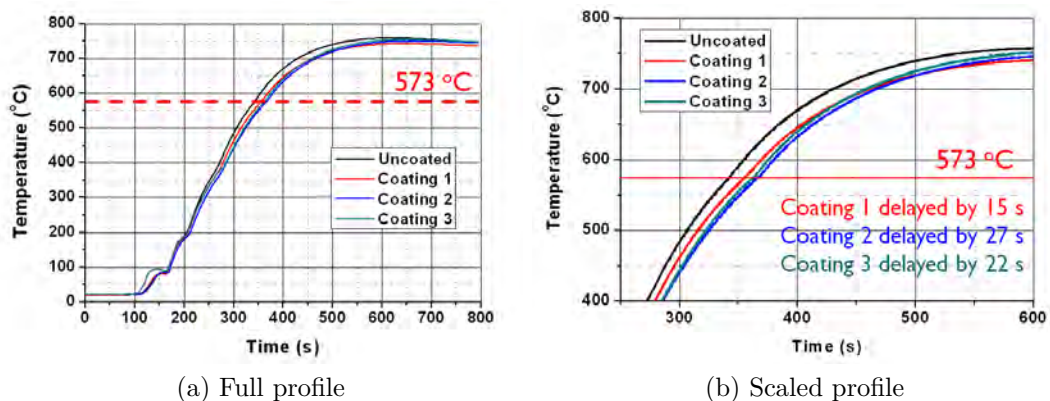 800
700
600
500
400
300
200
100
0
Temperature (°C)
573 °C
Uncoated
Coating 1
Coating 2
Coating 3
0 100 200 300 400 500 600 700 800
Time (s)
(a) Full profile
800
700
600
500
400
Temperature (°C)
Uncoated
Coating 1
Coating 2
Coating 3
573 °C
Coating 1 delayed by 15 s
Coating 2 delayed by 27 s
Coating 3 delayed by 22 s
300 400 500 600
Time (s)
(b) Scaled profile